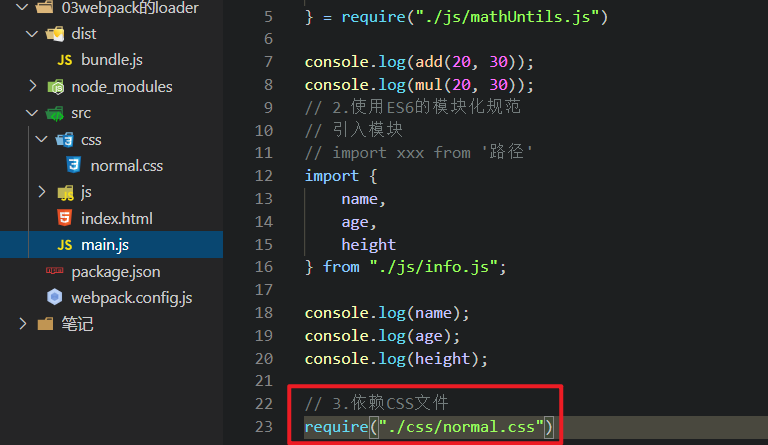 03webpack的loader
dist
bundle.js
node_modules
src
css
normal.css
js
index.html
main.js
package.json
webpack.config.js
笔记
5 } = require("./js/mathUntils.js")
6
7 console.log(add(20, 30));
8 console.log(mul(20, 30));
9 // 2.使用ES6的模块化规范
10 // 引入模块
11 // import xxx from '路径'
12 import {
13 name,
14 age,
15 height
16 } from "./js/info.js";
17
18 console.log(name);
19 console.log(age);
20 console.log(height);
21
22 // 3.依赖CSS文件
23 require("./css/normal.css")